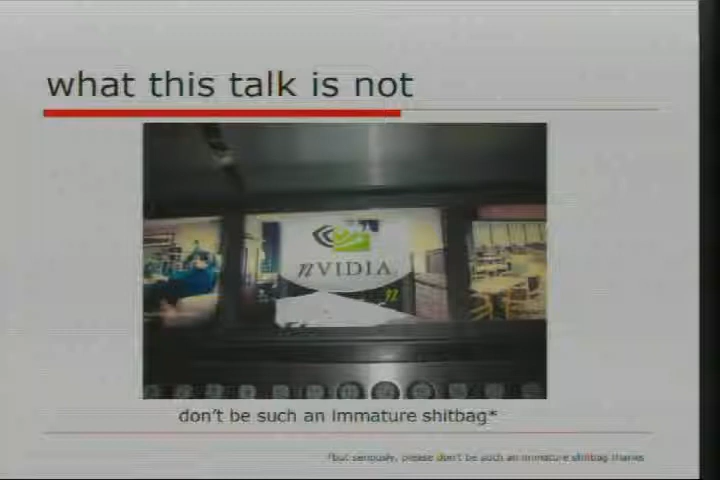 what this talk is not
nVIDIA
don't be such an immature shitbag*
*but seriously, please don't be such an immature shitbag thanks